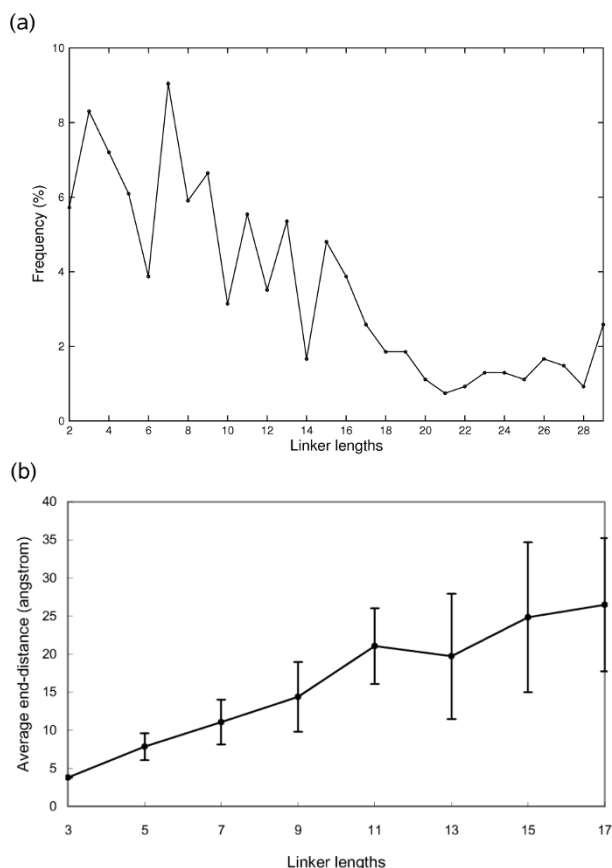 (a)
10
8
6
4
2
0
Frequency (%)
2 4 6 8 10 12 14 16 18 20 22 24 26 28
Linker lengths
(b)
40
35
30
25
20
15
10
5
0
Average end-distance (angstrom)
3 5 7 9 11 13 15 17
Linker lengths